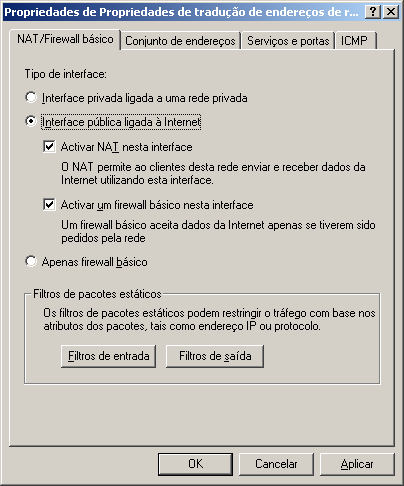 Propriedades de Propriedades de tradução de endereços de r...
NAT/Firewall básico
Conjunto de endereços
Serviços e portas
ICMP
Tipo de interface:
Interface privada ligada a uma rede privada
Interface pública ligada à Internet
Activar NAT nesta interface
O NAT permite ao clientes desta rede enviar e receber dados da
Internet utilizando esta interface.
Activar um firewall básico nesta interface
Um firewall básico aceita dados da Internet apenas se tiverem sido
pedidos pela rede
Apenas firewall básico
Filtros de pacotes estáticos
Os filtros de pacotes estáticos podem restringir o tráfego com base nos
atributos dos pacotes, tais como endereço IP ou protocolo.
Filtros de entrada
Filtros de saída
OK
Cancelar
Aplicar